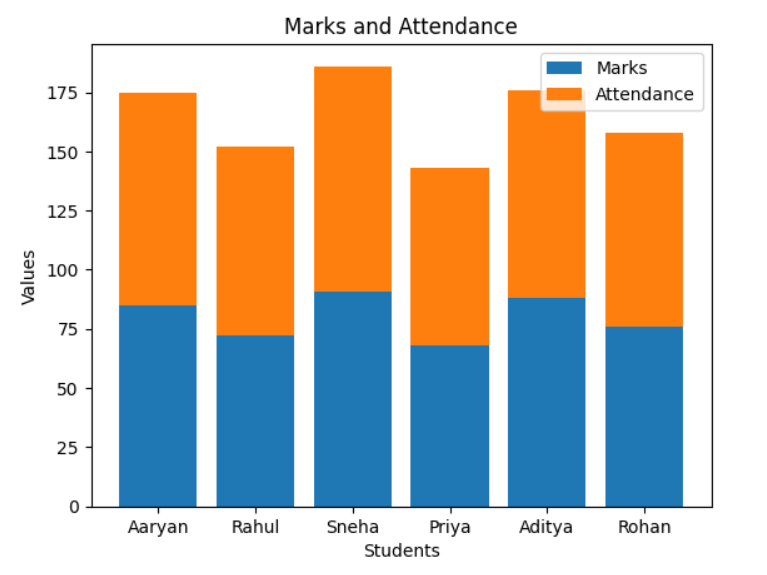 Marks and Attendance
Marks
Attendance
Values
175
150
125
100
75
50
25
0
Aaryan Rahul Sneha Priya Aditya Rohan
Students